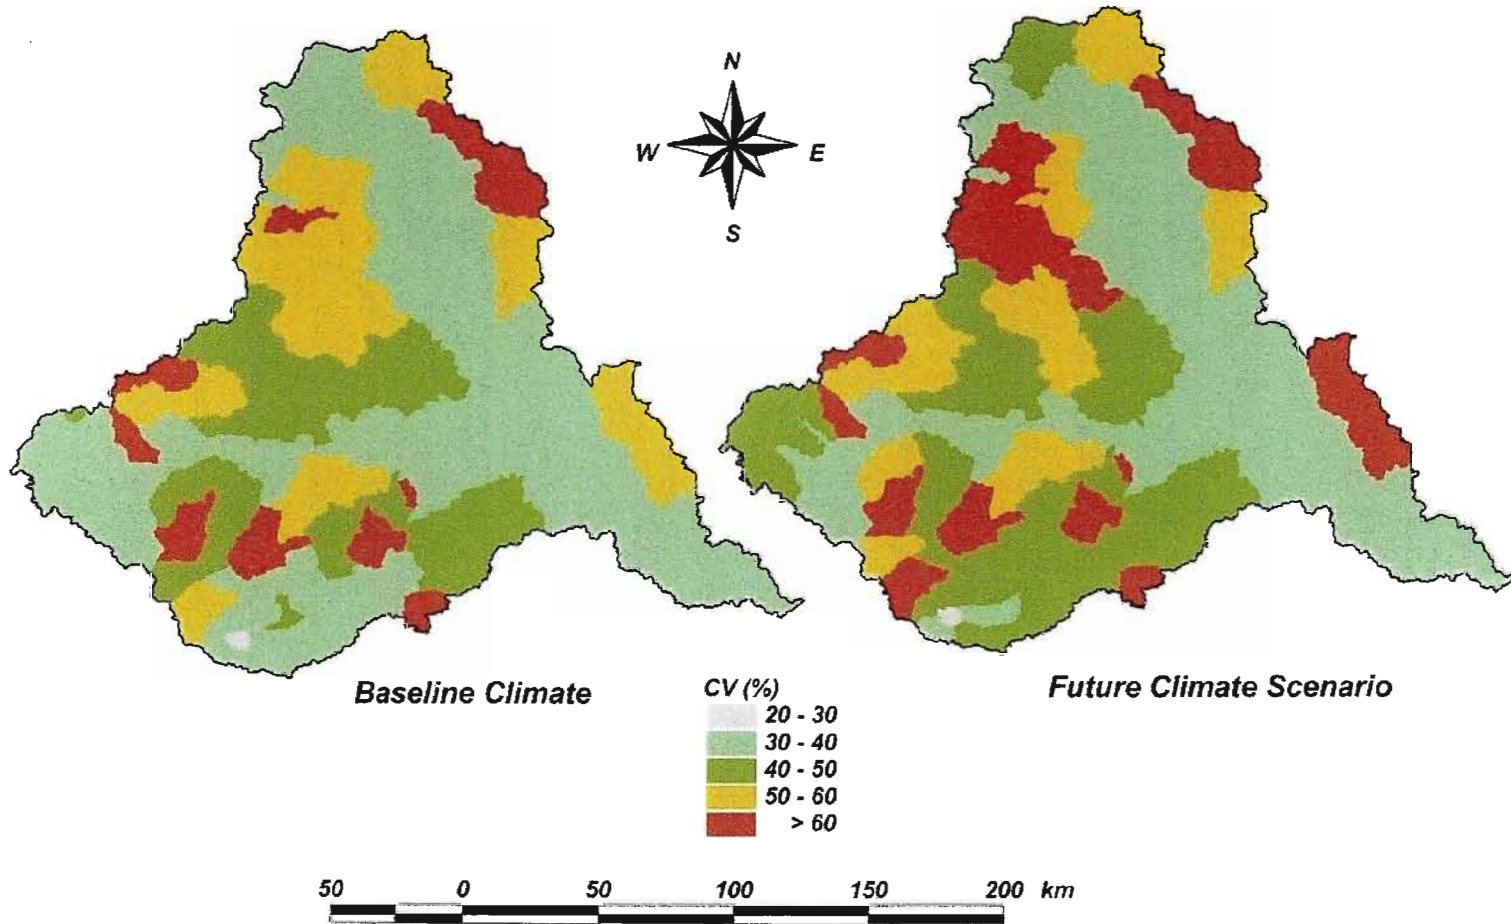 N
W E
S
Baseline Climate
Future Climate Scenario
CV (%)
20 - 30
30 - 40
40 - 50
50 - 60
> 60
50 0 50 100 150 200 km